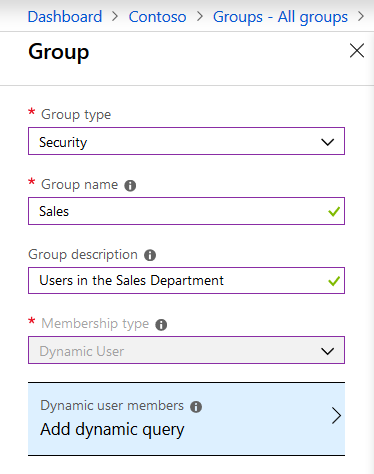 Dashboard > Contoso > Groups - All groups >
Group
* Group type
Security
* Group name
Sales
Group description
Users in the Sales Department
* Membership type
Dynamic User
Dynamic user members
Add dynamic query